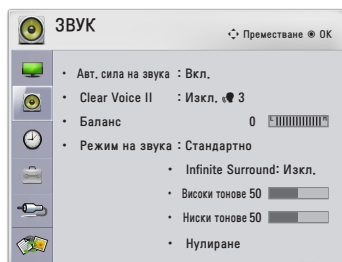 ЗВУК
Преместване OK
• Авт. сила на звука : Вкл.
• Clear Voice II : Изкл. 3
• Баланс 0 L R
• Режим на звука : Стандартно
• Infinite Surround: Изкл.
• Високи тонове 50
• Ниски тонове 50
• Нулиране